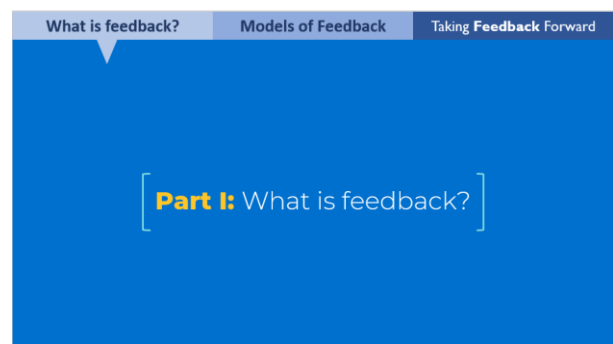 What is feedback?
Models of Feedback
Taking Feedback Forward
Part I: What is feedback?